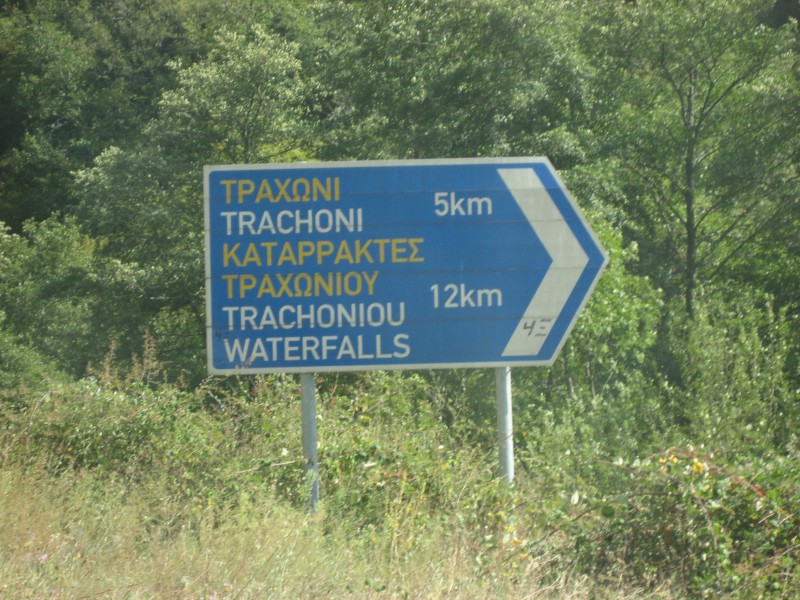 ΤΡΑΧΩΝΙ
TRACHONI 5km
ΚΑΤΑΡΡΑΚΤΕΣ
ΤΡΑΧΩΝΙΟΥ
TRACHONIOU 12km
WATERFALLS